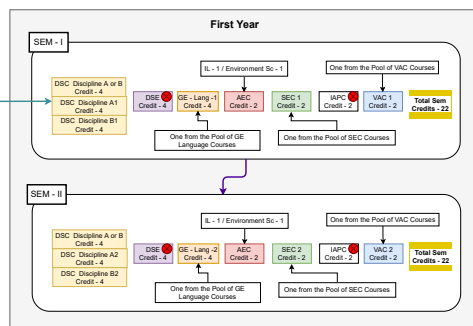 First Year
SEM - I
IL - 1 / Environment Sc - 1
One from the Pool of VAC Courses
DSC Discipline A or B
Credit - 4
DSC Discipline A1
Credit - 4
DSC Discipline B1
Credit - 4
DSE
Credit - 4
GE - Lang -1
Credit - 4
AEC
Credit - 2
SEC 1
Credit - 2
IAPC
Credit - 2
VAC 1
Credit - 2
Total Sem
Credits - 22
One from the Pool of GE
Language Courses
One from the Pool of SEC Courses
SEM - II
IL - 1 / Environment Sc - 1
One from the Pool of VAC Courses
DSC Discipline A or B
Credit - 4
DSC Discipline A2
Credit - 4
DSC Discipline B2
Credit - 4
DSE
Credit - 4
GE - Lang -2
Credit - 4
AEC
Credit - 2
SEC 2
Credit - 2
IAPC
Credit - 2
VAC 2
Credit - 2
Total Sem
Credits - 22
One from the Pool of GE
Language Courses
One from the Pool of SEC Courses